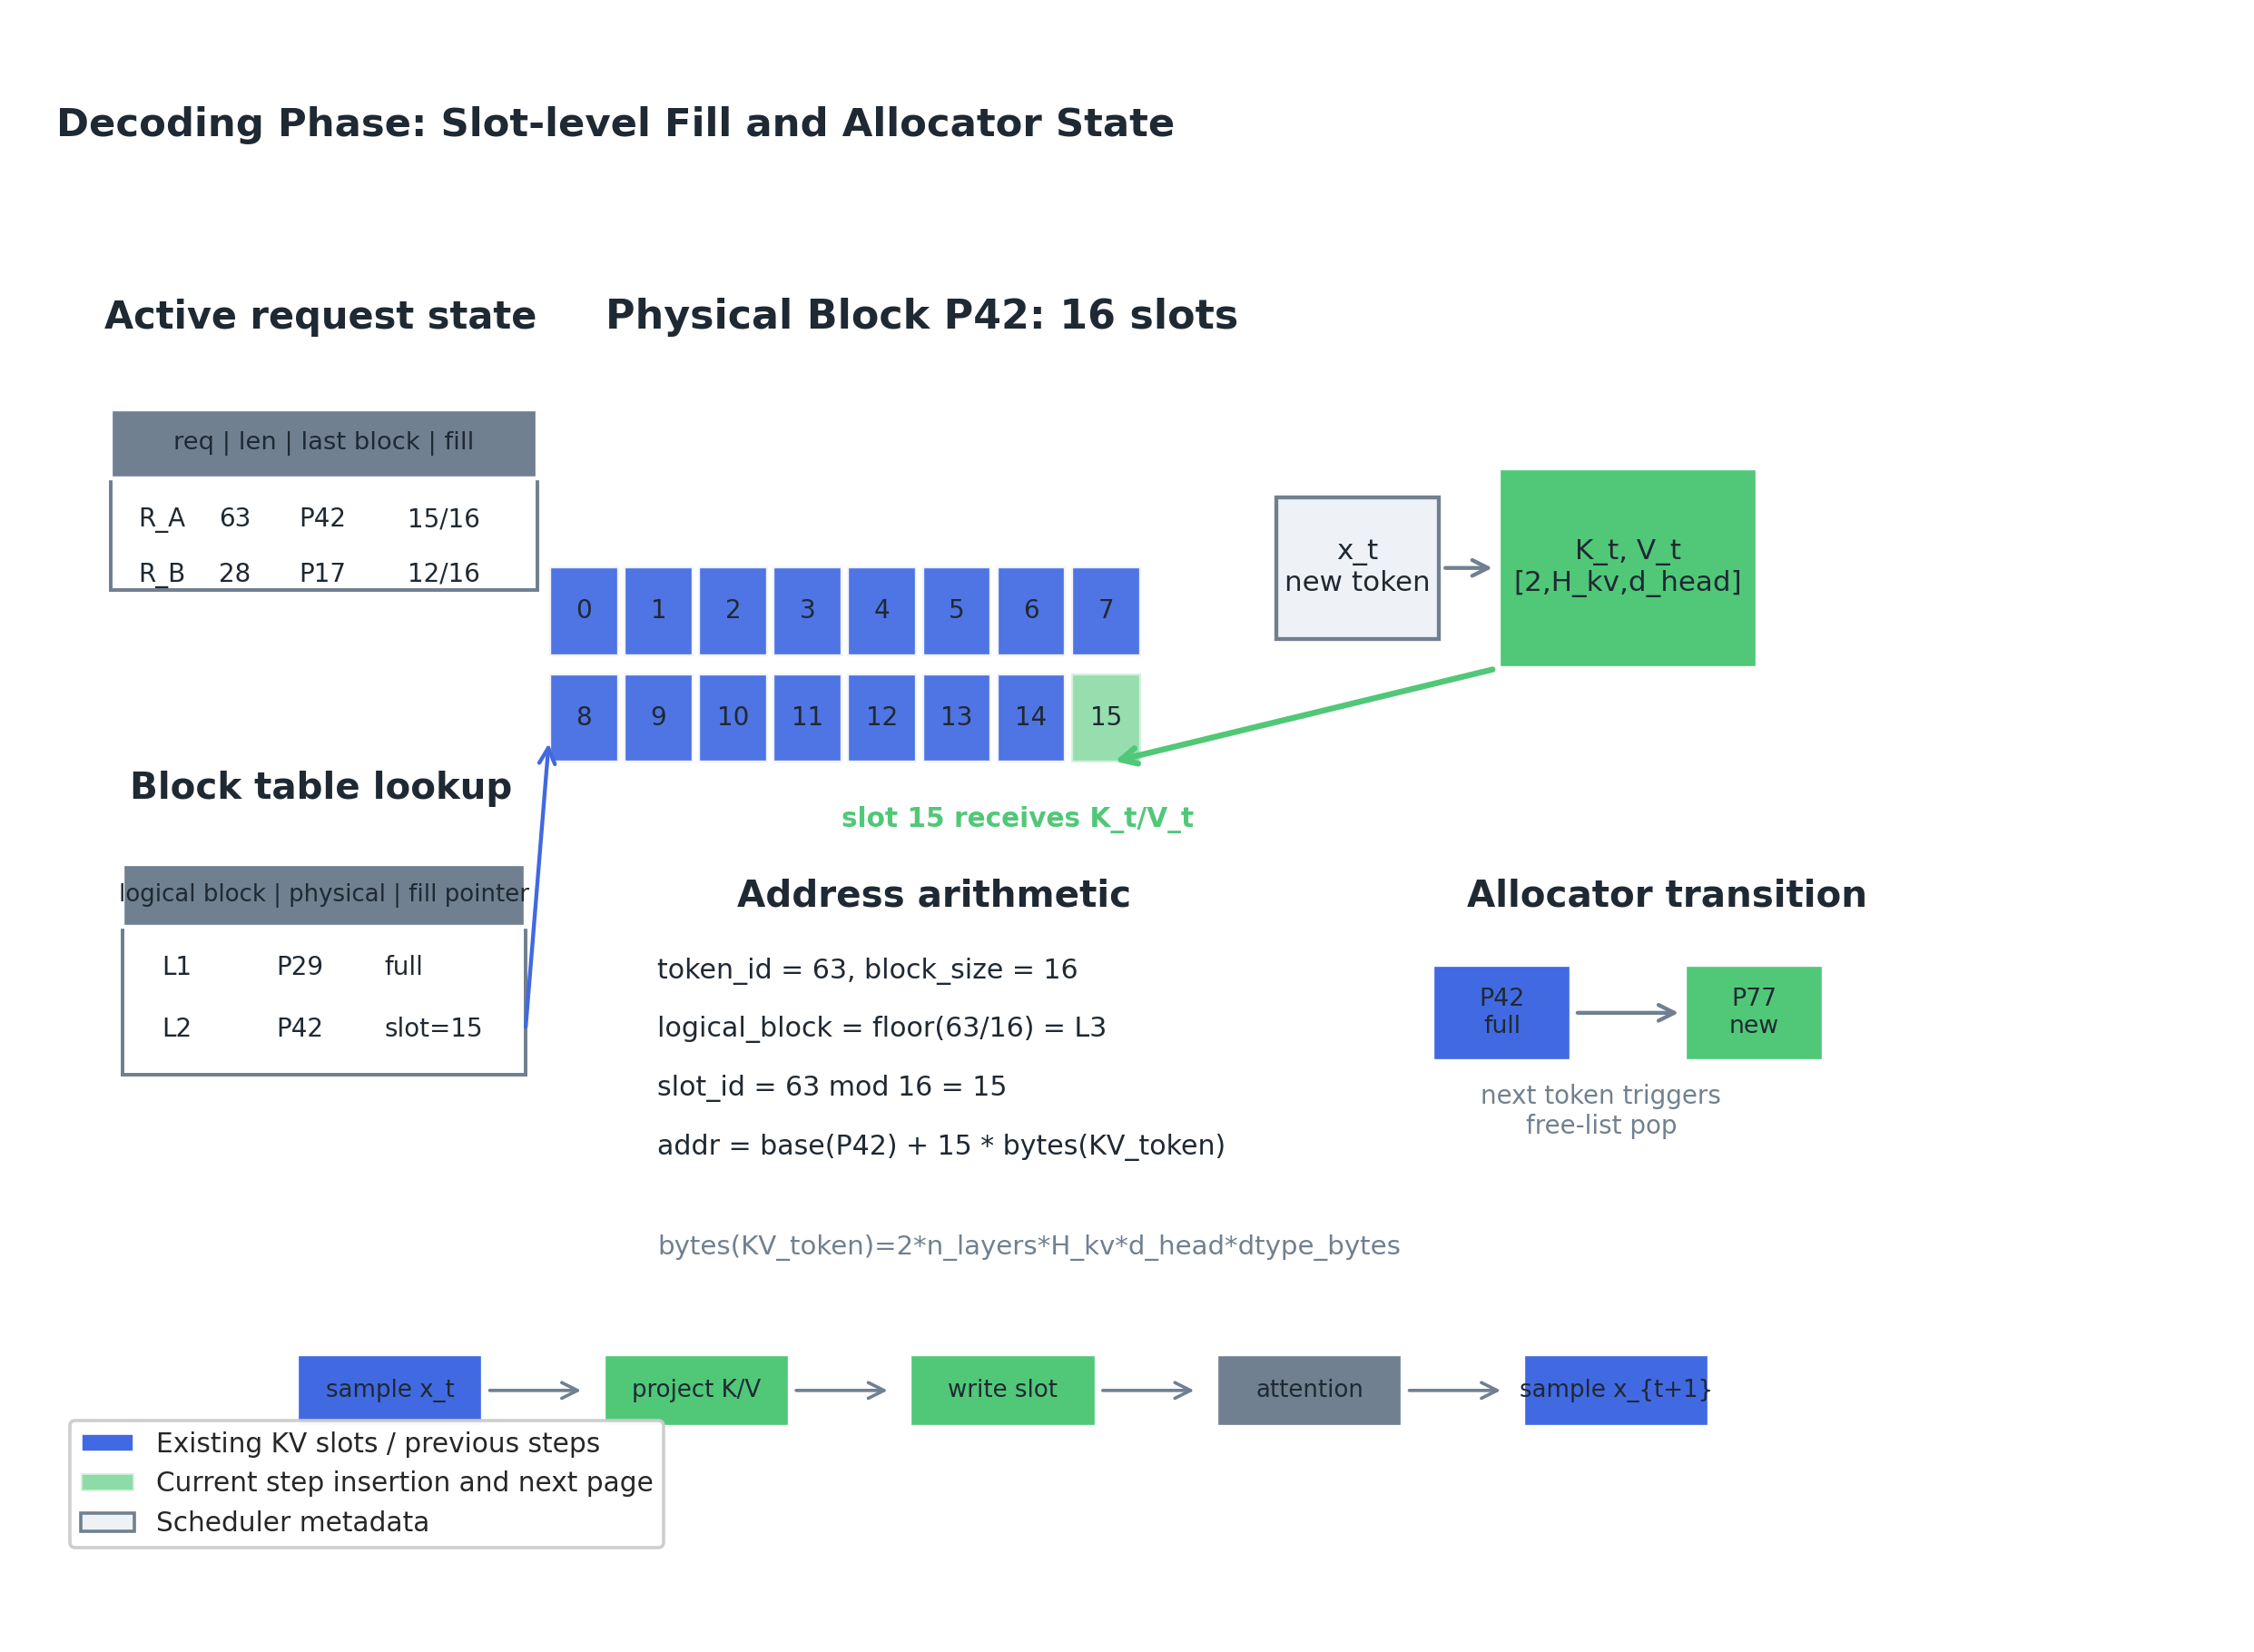 Decoding Phase: Slot-level Fill and Allocator State
Active request state
req | len | last block | fill
R_A 63 P42 15/16
R_B 28 P17 12/16
Physical Block P42: 16 slots
0 1 2 3 4 5 6 7
8 9 10 11 12 13 14 15
slot 15 receives K_t/V_t
x_t
new token
K_t, V_t
[2,H_kv,d_head]
Block table lookup
logical block | physical | fill pointer
L1 P29 full
L2 P42 slot=15
Address arithmetic
token_id = 63, block_size = 16
logical_block = floor(63/16) = L3
slot_id = 63 mod 16 = 15
addr = base(P42) + 15 * bytes(KV_token)
bytes(KV_token)=2*n_layers*H_kv*d_head*dtype_bytes
Allocator transition
P42
full
P77
new
next token triggers
free-list pop
sample x_t
project K/V
write slot
attention
sample x_{t+1}
Existing KV slots / previous steps
Current step insertion and next page
Scheduler metadata